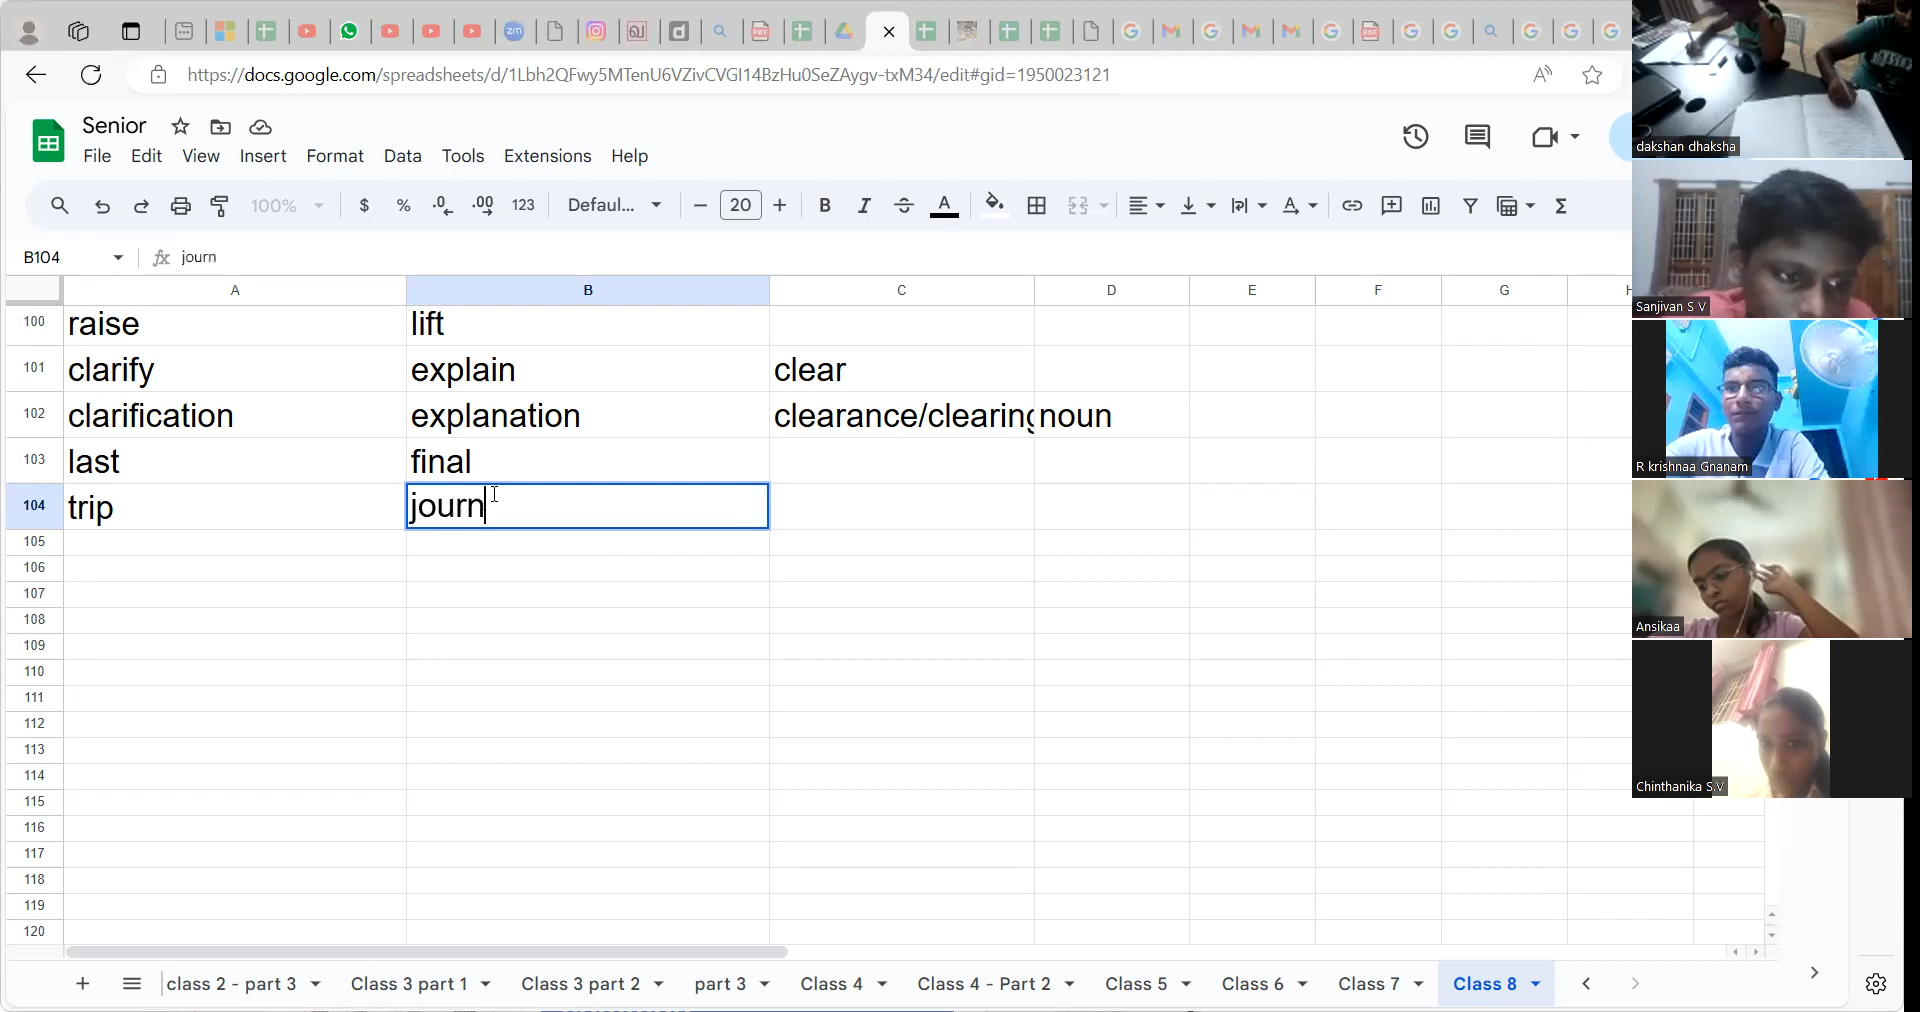 https://docs.google.com/spreadsheets/d/1Lbh2QFwy5MTenU6VZivCVGI14BzHu0SeZAygv-txM34/edit#gid=1950023121
Senior
File Edit View Insert Format Data Tools Extensions Help
100% $ % .0 .00 123 Defaul... 20 B I A
B104 fx journ
A B C D E F G H
100 raise lift
101 clarify explain clear
102 clarification explanation clearance/clearing noun
103 last final
104 trip journ
105
106
107
108
109
110
111
112
113
114
115
116
117
118
119
120
class 2 - part 3 Class 3 part 1 Class 3 part 2 part 3 Class 4 Class 4 - Part 2 Class 5 Class 6 Class 7 Class 8
dakshan dhaksha
Sanjivan S V
R krishnaa Gnanam
Ansikaa
Chinthanika S.V